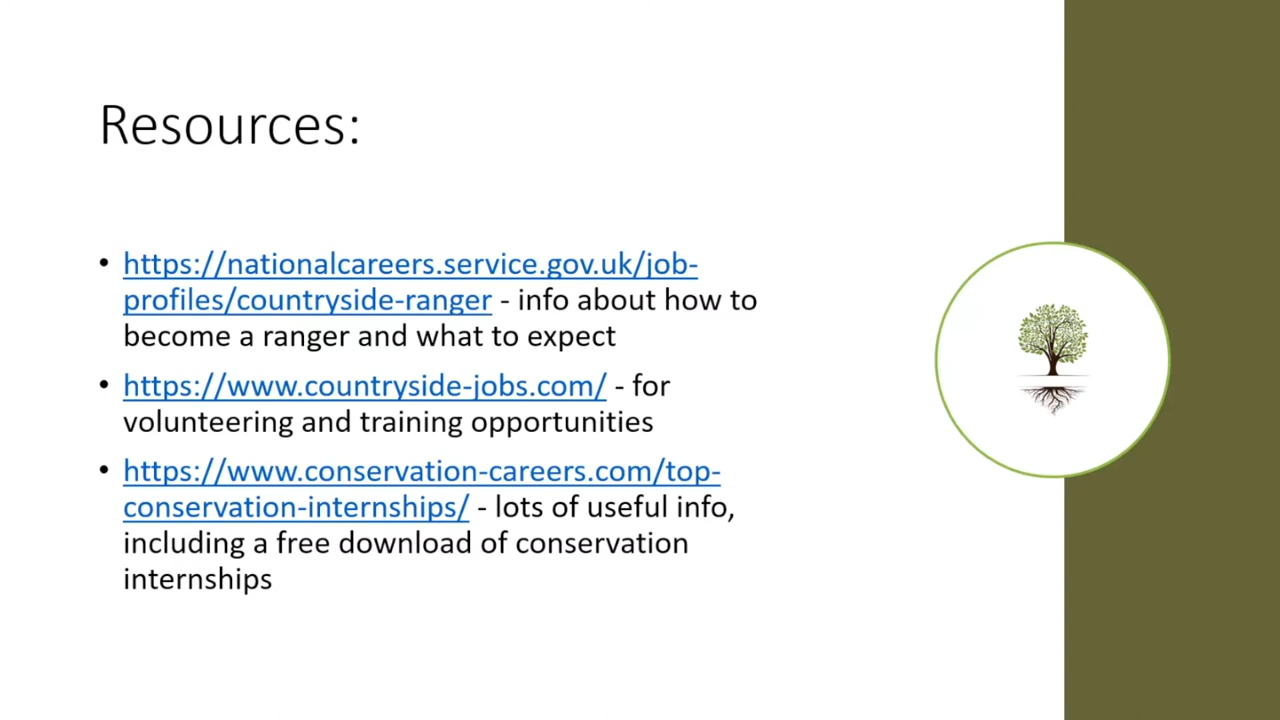 Resources:
• https://nationalcareers.service.gov.uk/job-
profiles/countryside-ranger - info about how to
become a ranger and what to expect
• https://www.countryside-jobs.com/ - for
volunteering and training opportunities
• https://www.conservation-careers.com/top-
conservation-internships/ - lots of useful info,
including a free download of conservation
internships